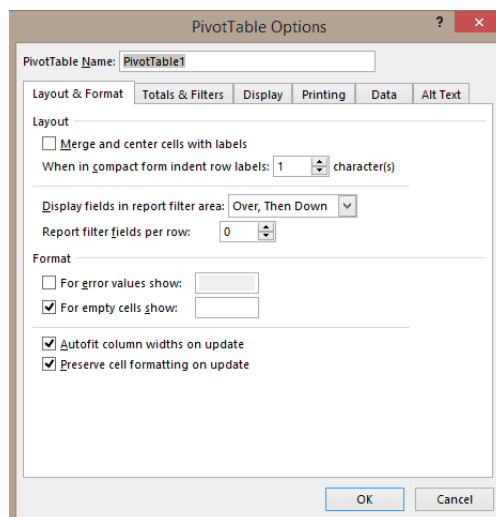 PivotTable Options
?
PivotTable Name: PivotTable1
Layout & Format Totals & Filters Display Printing Data Alt Text
Layout
Merge and center cells with labels
When in compact form indent row labels: 1 character(s)
Display fields in report filter area: Over, Then Down
Report filter fields per row: 0
Format
For error values show:
For empty cells show:
Autofit column widths on update
Preserve cell formatting on update
OK Cancel